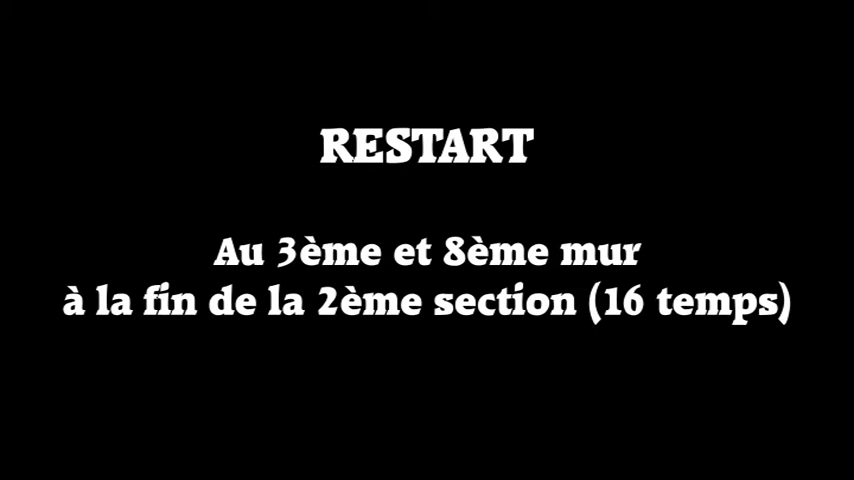 RESTART
Au 3ème et 8ème mur
à la fin de la 2ème section (16 temps)